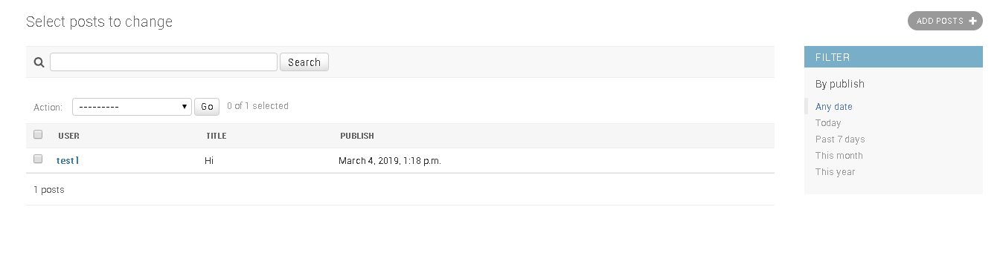 Select posts to change
ADD POSTS +
Search
FILTER
By publish
Action: --------- Go 0 of 1 selected
Any date
Today
Past 7 days
This month
This year
USER TITLE PUBLISH
test1 Hi March 4, 2019, 1:18 p.m.
1 posts